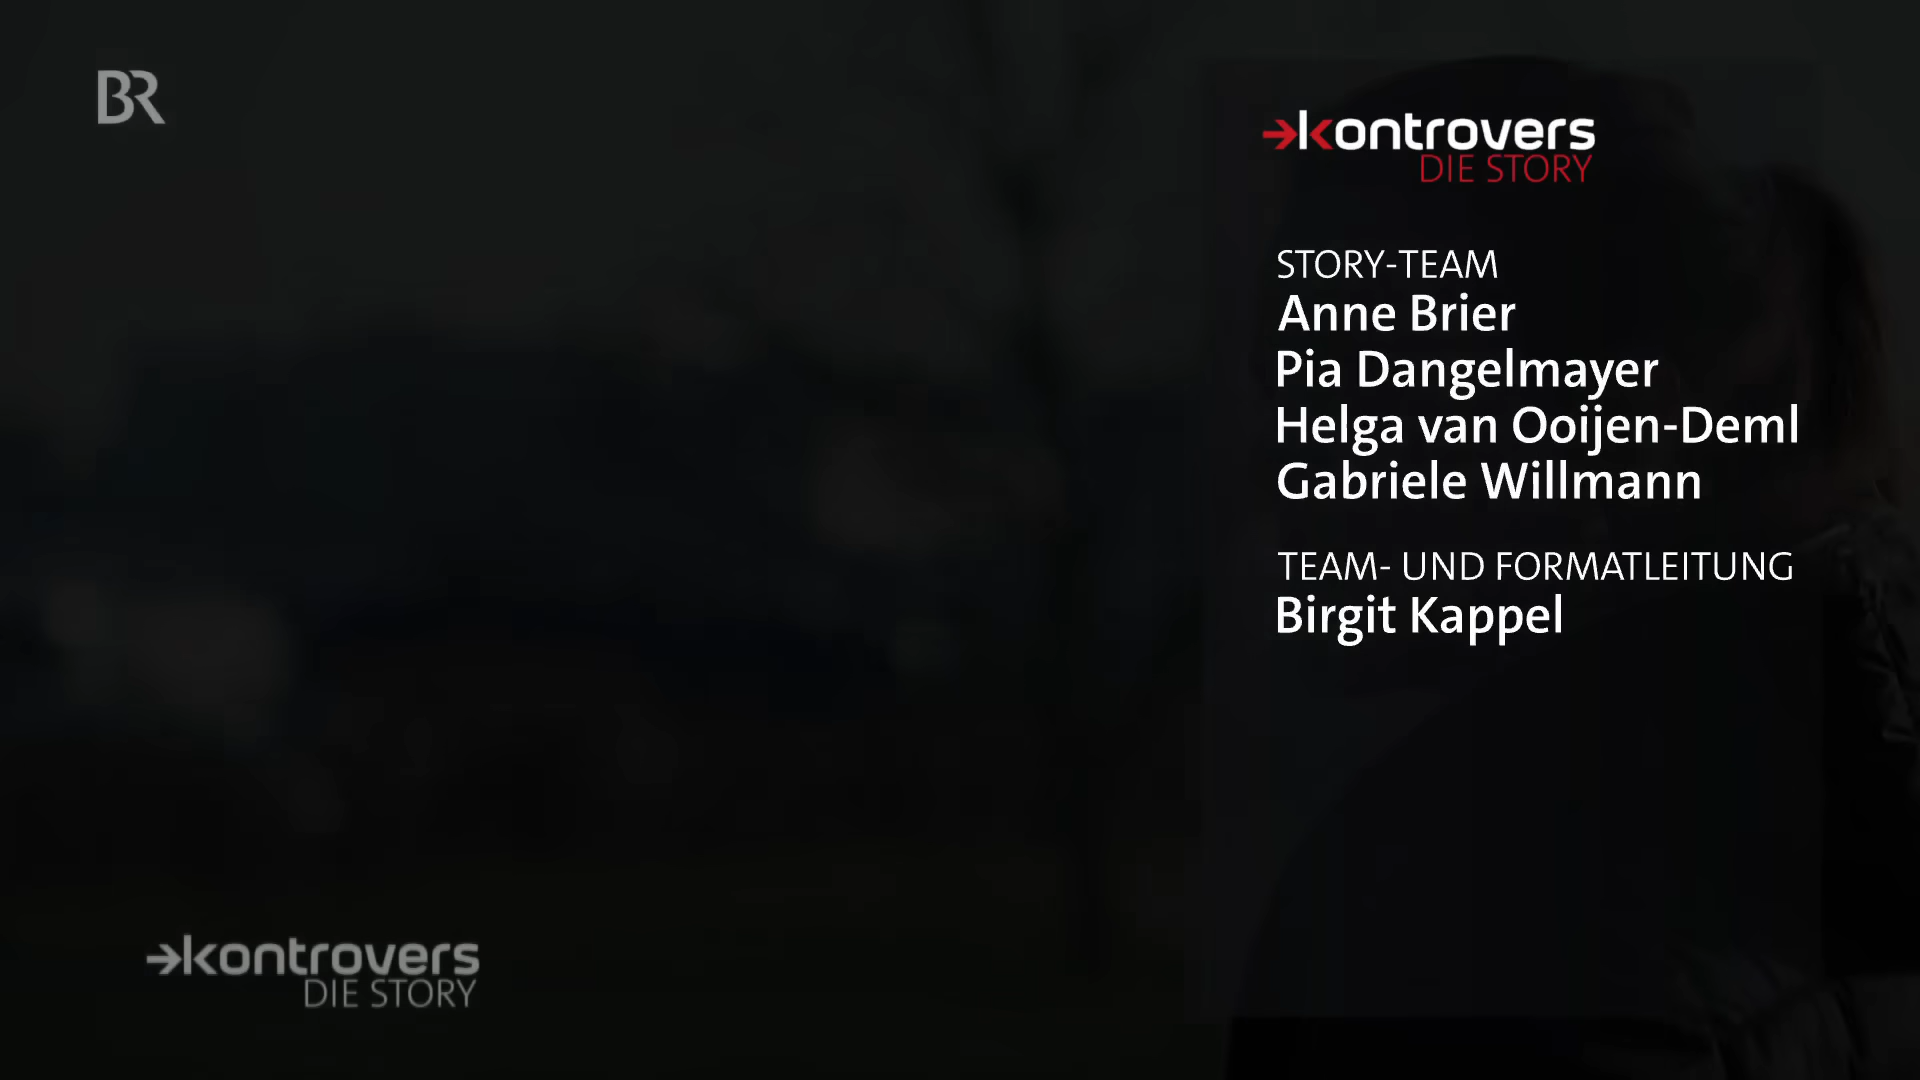 BR
kontrovers
DIE STORY
STORY-TEAM
Anne Brier
Pia Dangelmayer
Helga van Ooijen-Deml
Gabriele Willmann
TEAM- UND FORMATLEITUNG
Birgit Kappel
kontrovers
DIE STORY